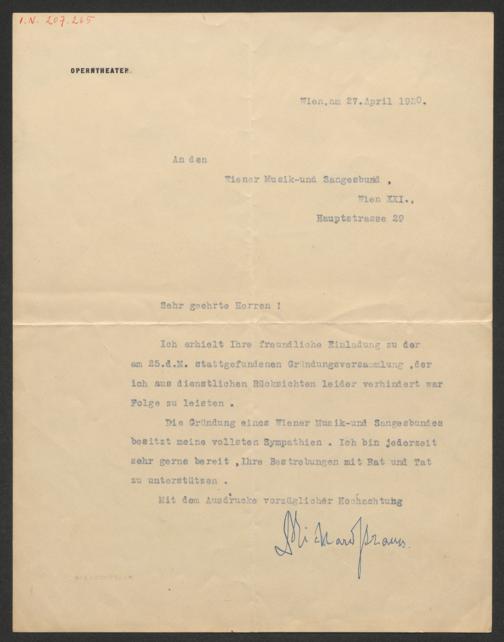 I.N. 207.265
OPERNTHEATER.
Wien, am 27. April 1920.
An den
Wiener Musik-und Sangesbund ,
Wien XXI.,
Hauptstrasse 29
Sehr geehrte Herren !
Ich erhielt Ihre freundliche Einladung zu der
am 25.d.M. stattgefundenen Gründungsversammlung ,der
ich aus dienstlichen Rücksichten leider verhindert war
Folge zu leisten .
Die Gründung eines Wiener Musik-und Sangesbundes
besitzt meine vollsten Sympathien . Ich bin jederzeit
sehr gerne bereit ,Ihre Bestrebungen mit Rat und Tat
zu unterstützen .
Mit dem Ausdrucke vorzüglicher Hochachtung
Richard Strauss